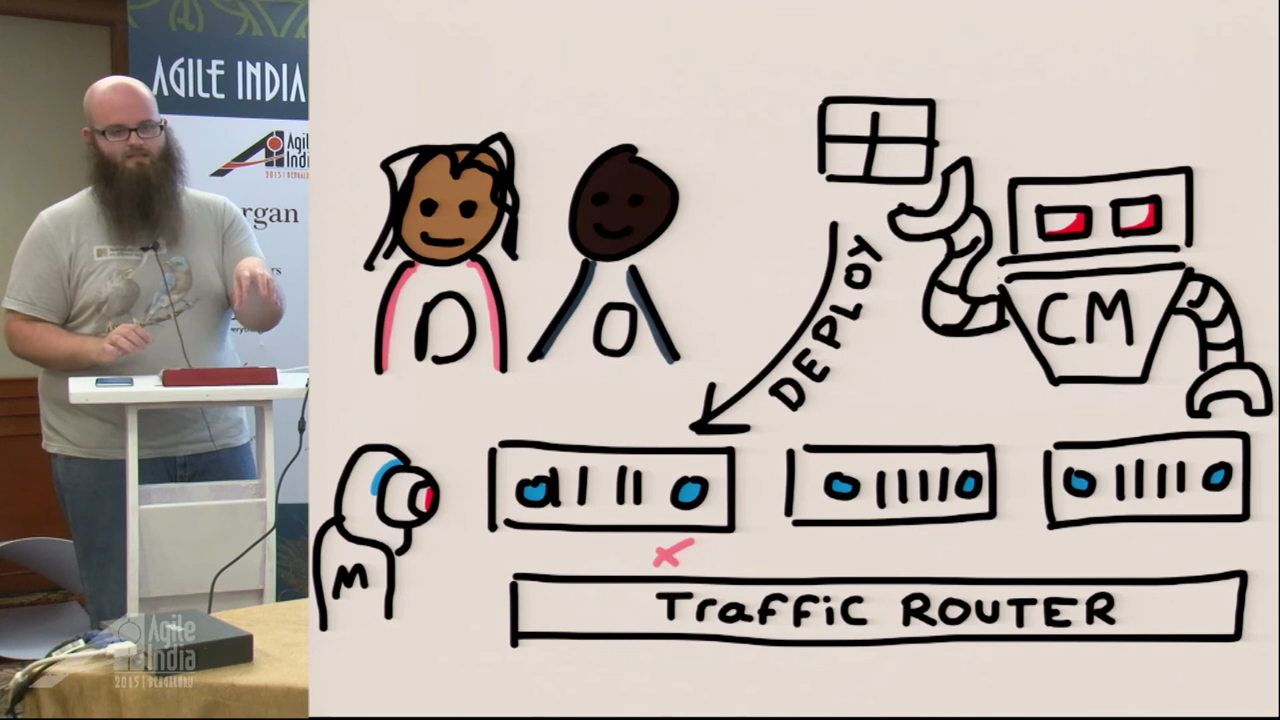 AGILE INDIA
Agile
India
2015 | BENGALURU
rgan
D
O
DEPLOY
CM
M
Traffic ROUTER
Agile
India
2015 | BENGALURU